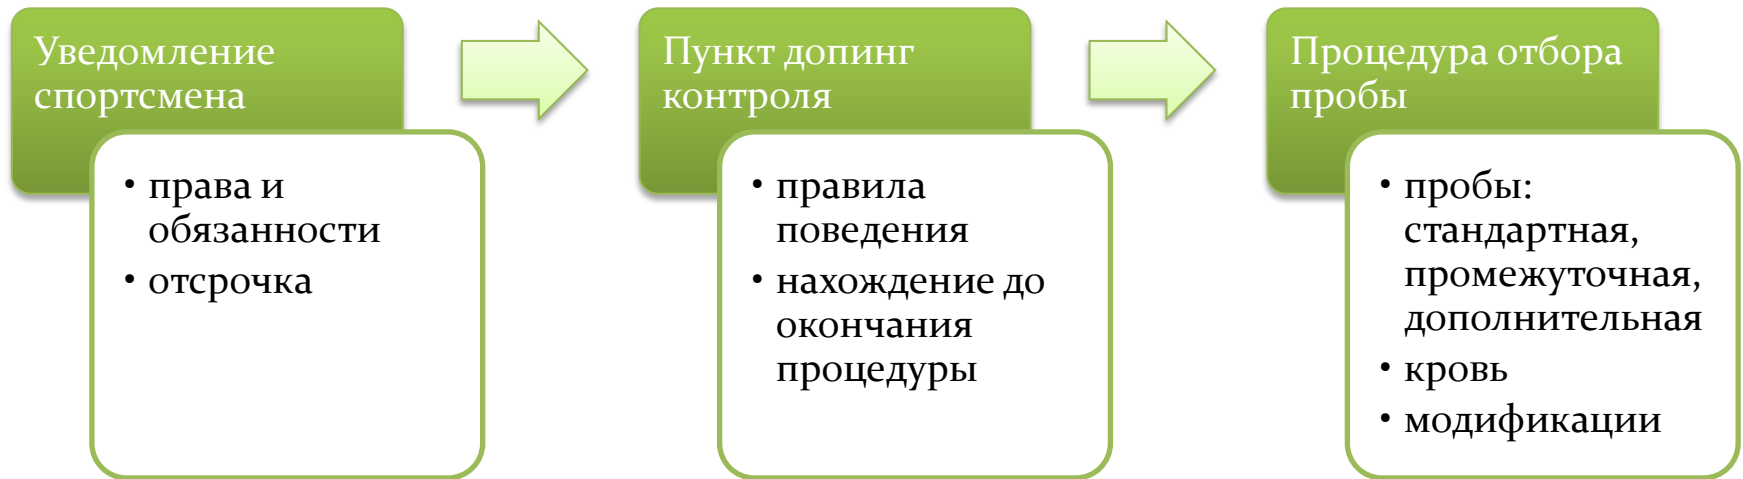 Уведомление
спортсмена
• права и
обязанности
• отсрочка
Пункт допинг
контроля
• правила
поведения
• нахождение до
окончания
процедуры
Процедура отбора
пробы
• пробы:
стандартная,
промежуточная,
дополнительная
• кровь
• модификации